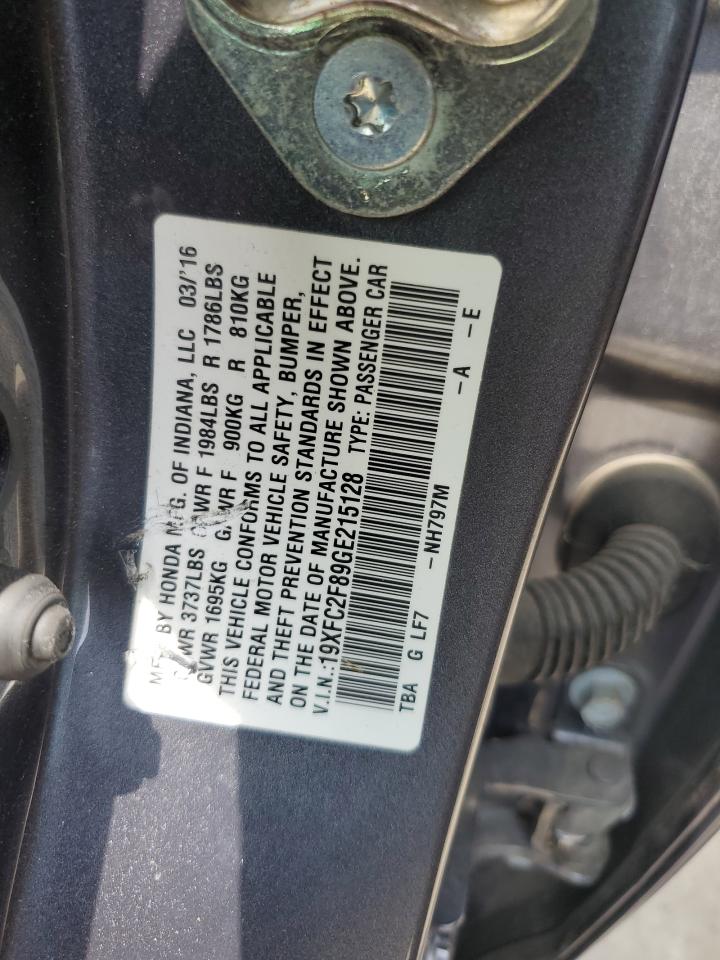 MFG. BY HONDA MFG. OF INDIANA, LLC 03/'16
GVWR 3737LBS GAWR F 1984LBS R 1786LBS
GVWR 1695KG GAWR F 900KG R 810KG
THIS VEHICLE CONFORMS TO ALL APPLICABLE
FEDERAL MOTOR VEHICLE SAFETY, BUMPER,
AND THEFT PREVENTION STANDARDS IN EFFECT
ON THE DATE OF MANUFACTURE SHOWN ABOVE.
V.I.N.:19XFC2F89GE215128 TYPE: PASSENGER CAR
TBA G LF7 -NH797M -A -E